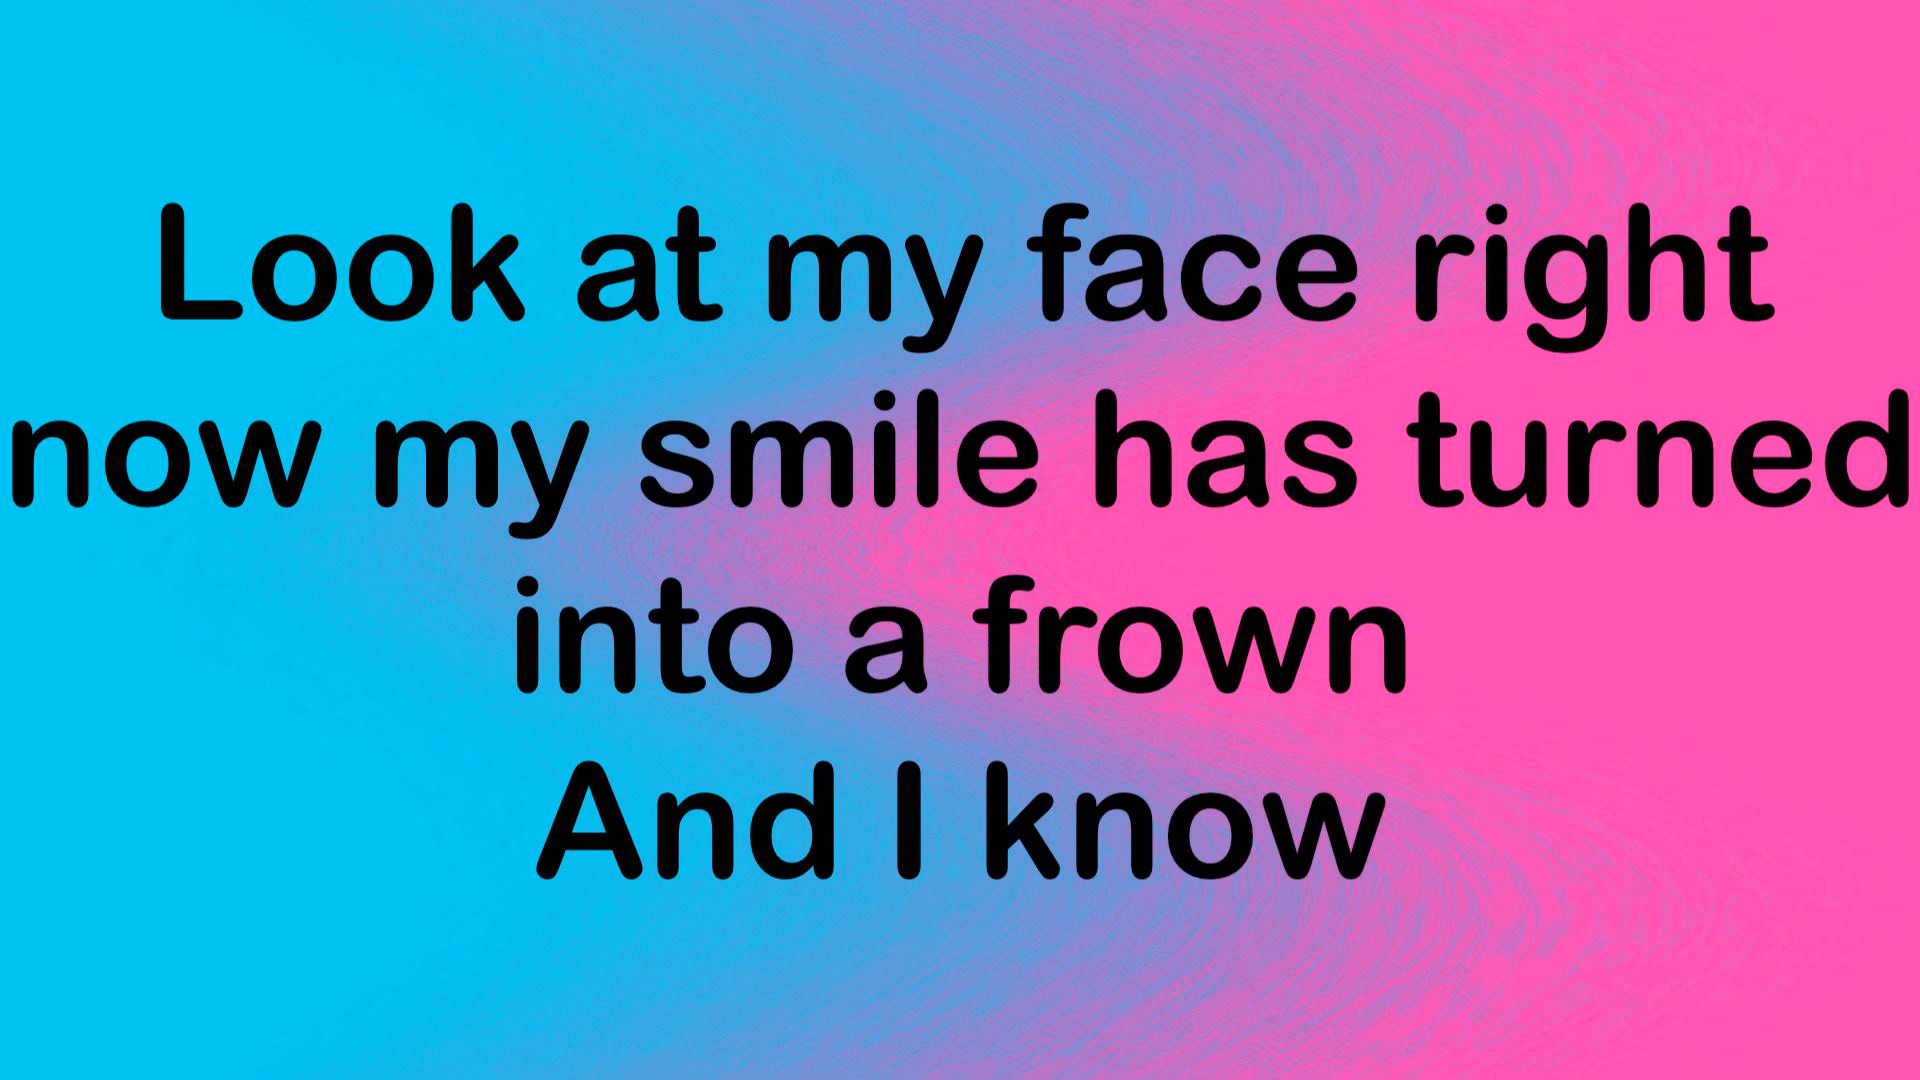 Look at my face right
now my smile has turned
into a frown
And I know